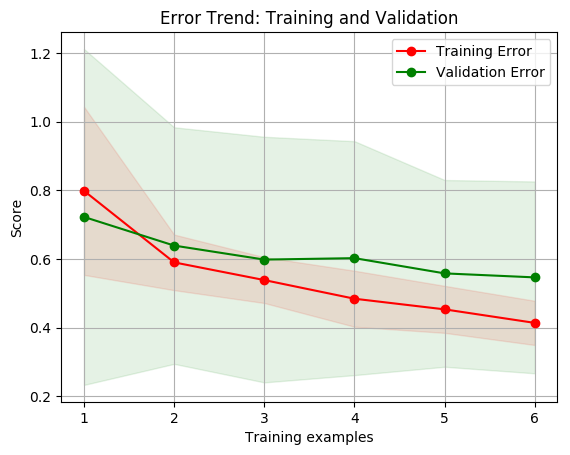 Error Trend: Training and Validation
Training Error
Validation Error
1.2
1.0
0.8
0.6
0.4
0.2
Score
1 2 3 4 5 6
Training examples